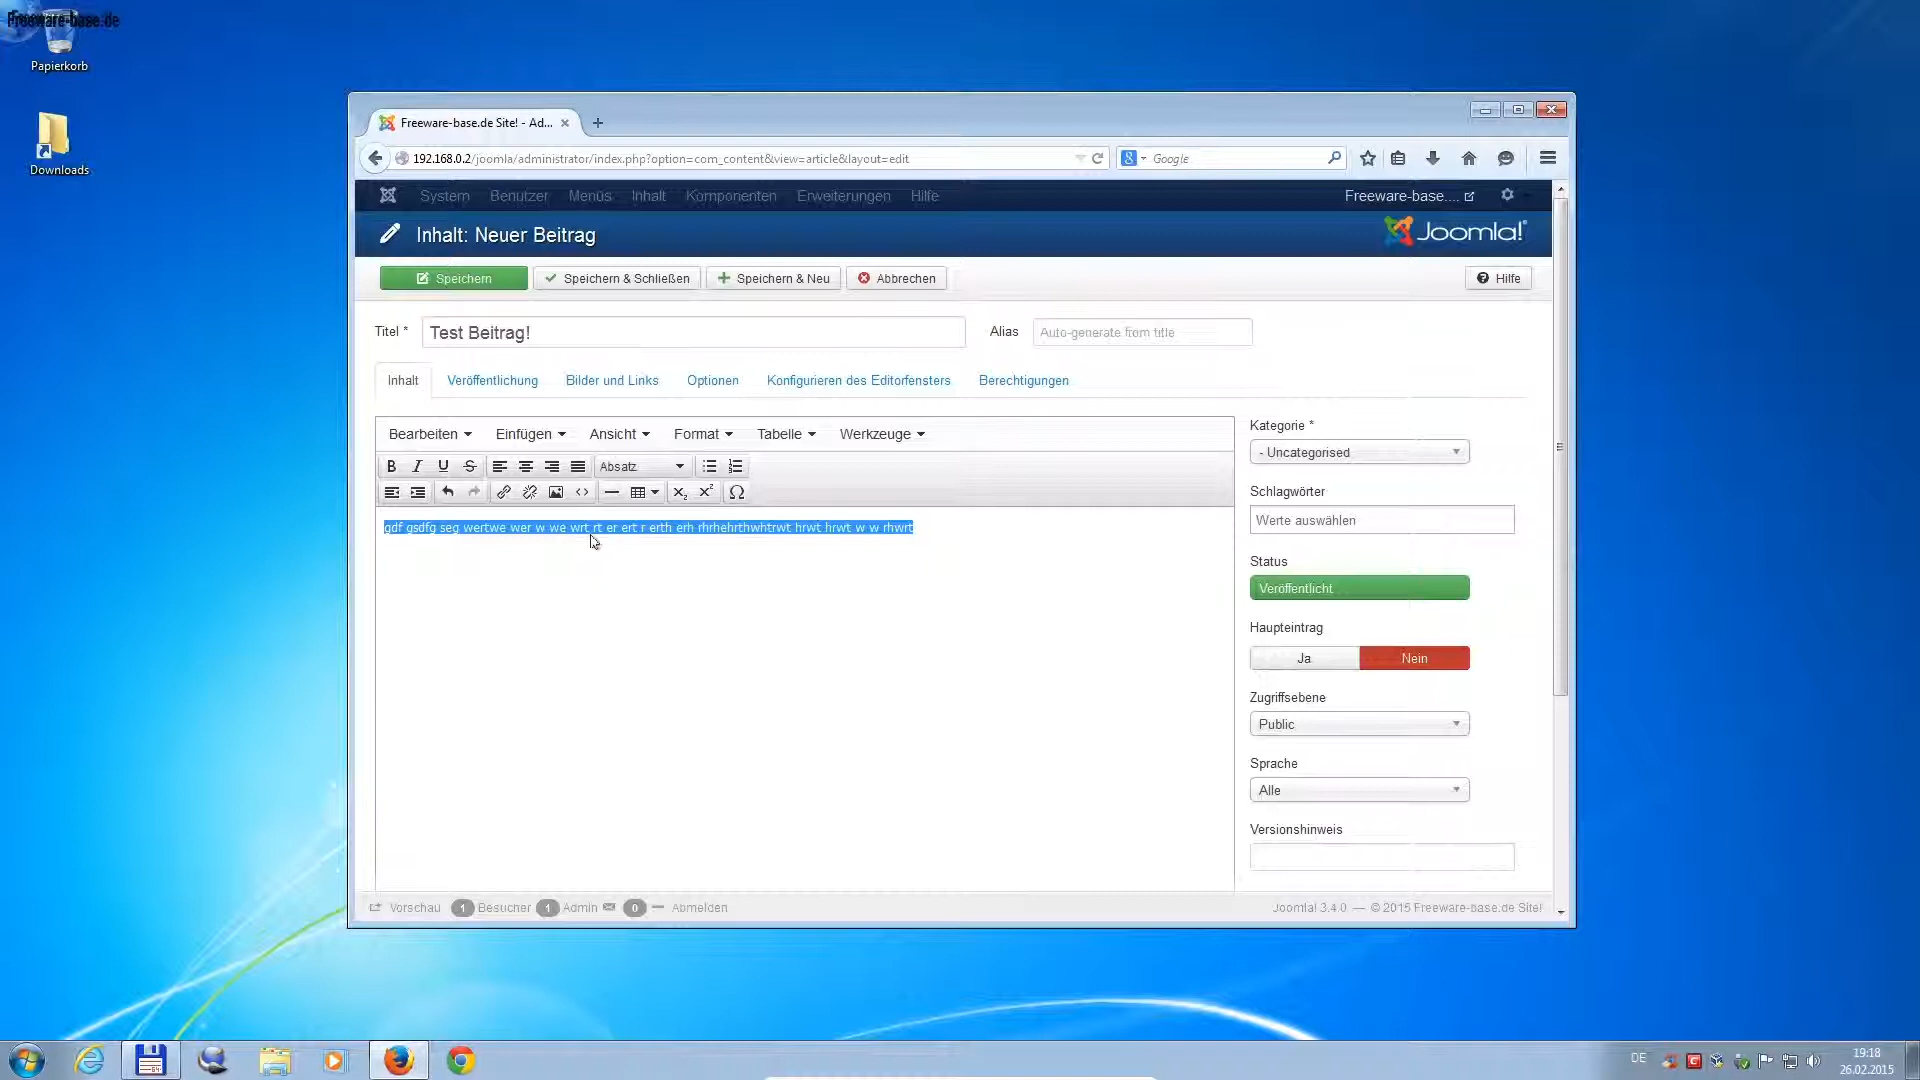 Freeware-base.de
Papierkorb
Downloads
Freeware-base.de Site! - Ad...
192.168.0.2/joomla/administrator/index.php?option=com_content&view=article&layout=edit
Google
System Benutzer Menüs Inhalt Komponenten Erweiterungen Hilfe Freeware-base....
Inhalt: Neuer Beitrag
Joomla!
Speichern Speichern & Schließen Speichern & Neu Abbrechen Hilfe
Titel * Test Beitrag! Alias Auto-generate from title
Inhalt Veröffentlichung Bilder und Links Optionen Konfigurieren des Editorfensters Berechtigungen
Bearbeiten Einfügen Ansicht Format Tabelle Werkzeuge
Absatz
gdf gsdfg seg wertwe wer w we wrt rt er ert r erth erh rhrhehrthwhtrwt hrwt hrwt w w rhwrt
Kategorie *
- Uncategorised
Schlagwörter
Werte auswählen
Status
Veröffentlicht
Haupteintrag
Ja Nein
Zugriffsebene
Public
Sprache
Alle
Versionshinweis
Vorschau 1 Besucher 1 Admin 0 Abmelden
Joomla! 3.4.0 — © 2015 Freeware-base.de Site!
DE
19:18
26.02.2015